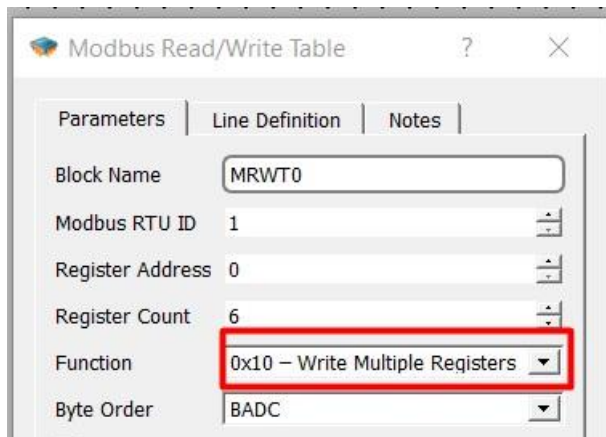 Modbus Read/Write Table ?
Parameters Line Definition Notes
Block Name MRWT0
Modbus RTU ID 1
Register Address 0
Register Count 6
Function 0x10 – Write Multiple Registers
Byte Order BADC